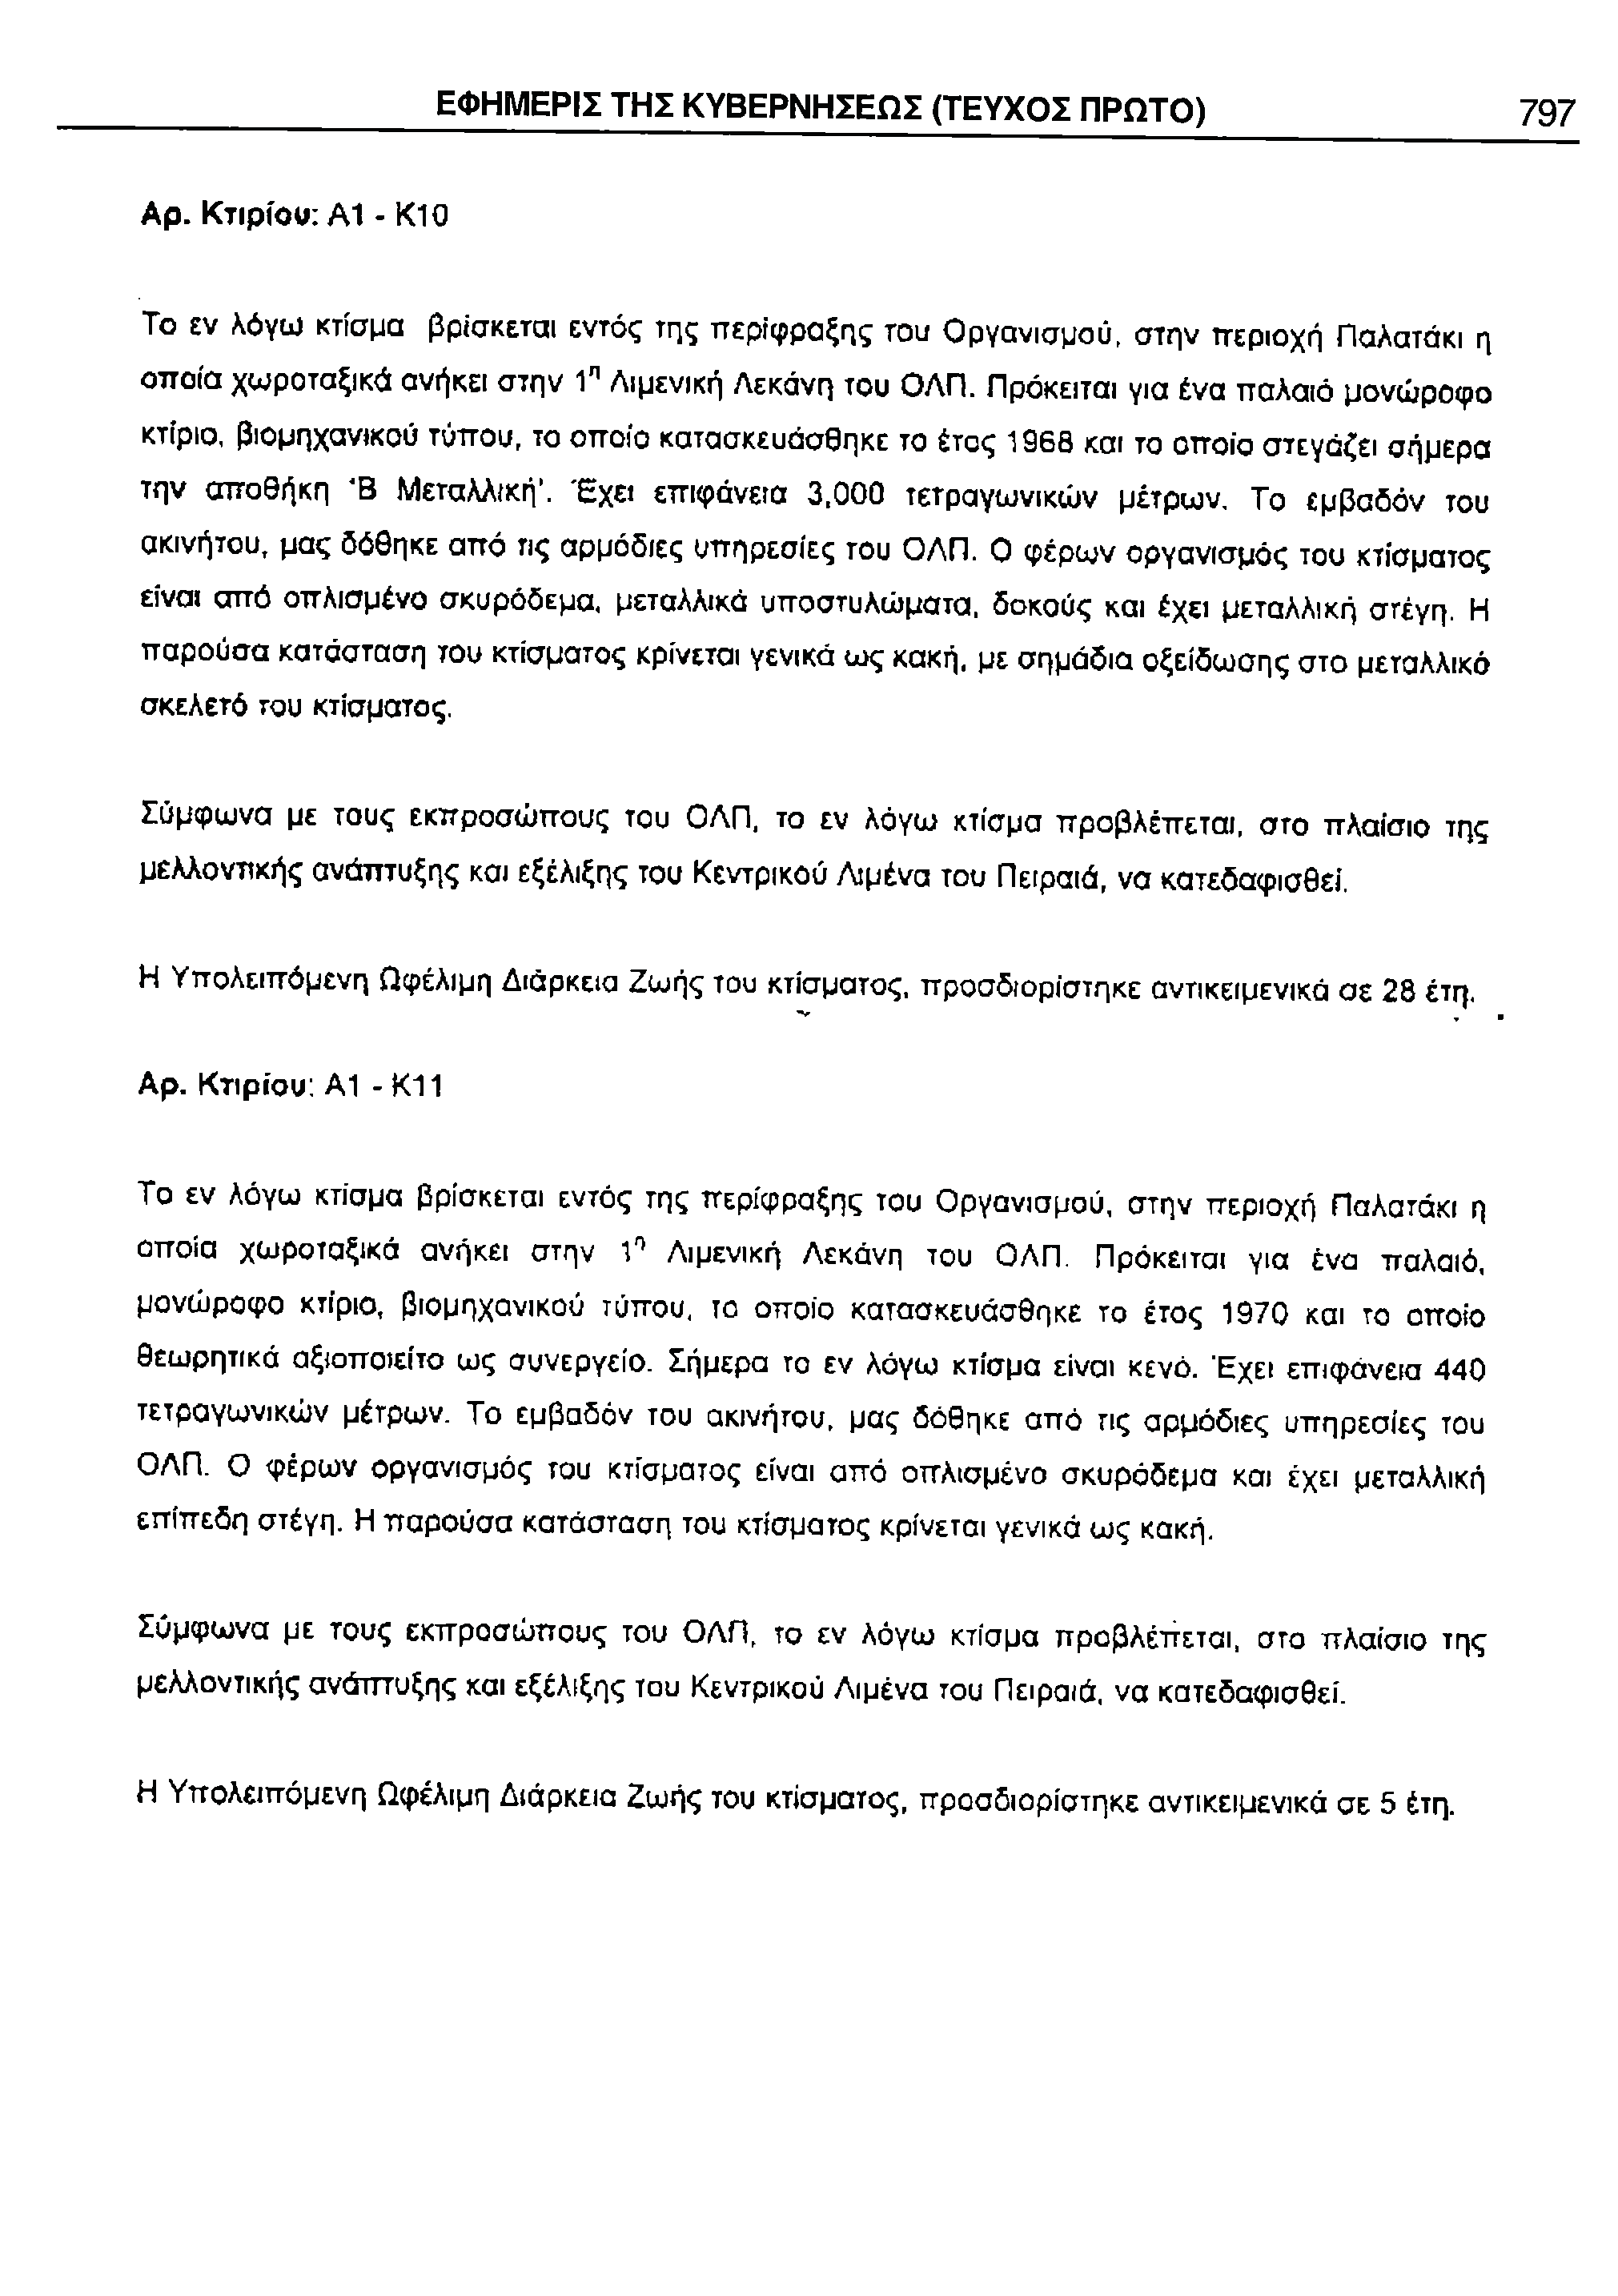 ΕΦΗΜΕΡΙΣ ΤΗΣ ΚΥΒΕΡΝΗΣΕΩΣ (ΤΕΥΧΟΣ ΠΡΩΤΟ) 797
Αρ. Κτιρίου: Α1 - Κ10
Το εν λόγω κτίσμα βρίσκεται εντός της περίφραξης του Οργανισμού, στην περιοχή Παλατάκι η
οποία χωροταξικά ανήκει στην 1η Λιμενική Λεκάνη του ΟΛΠ. Πρόκειται για ένα παλαιό μονώροφο
κτίριο, βιομηχανικού τύπου, το οποίο κατασκευάσθηκε το έτος 1968 και το οποίο στεγάζει σήμερα
την αποθήκη 'Β Μεταλλική'. Έχει επιφάνεια 3,000 τετραγωνικών μέτρων. Το εμβαδόν του
ακινήτου, μας δόθηκε από τις αρμόδιες υπηρεσίες του ΟΛΠ. Ο φέρων οργανισμός του κτίσματος
είναι από οπλισμένο σκυρόδεμα, μεταλλικά υποστυλώματα, δοκούς και έχει μεταλλική στέγη. Η
παρούσα κατάσταση του κτίσματος κρίνεται γενικά ως κακή, με σημάδια οξείδωσης στο μεταλλικό
σκελετό του κτίσματος.
Σύμφωνα με τους εκπροσώπους του ΟΛΠ, το εν λόγω κτίσμα προβλέπεται, στο πλαίσιο της
μελλοντικής ανάπτυξης και εξέλιξης του Κεντρικού Λιμένα του Πειραιά, να κατεδαφισθεί.
Η Υπολειπόμενη Ωφέλιμη Διάρκεια Ζωής του κτίσματος, προσδιορίστηκε αντικειμενικά σε 28 έτη.
Αρ. Κτιρίου: Α1 - Κ11
Το εν λόγω κτίσμα βρίσκεται εντός της περίφραξης του Οργανισμού, στην περιοχή Παλατάκι η
οποία χωροταξικά ανήκει στην 1η Λιμενική Λεκάνη του ΟΛΠ. Πρόκειται για ένα παλαιό,
μονώροφο κτίριο, βιομηχανικού τύπου, το οποίο κατασκευάσθηκε το έτος 1970 και το οποίο
θεωρητικά αξιοποιείτο ως συνεργείο. Σήμερα το εν λόγω κτίσμα είναι κενό. Έχει επιφάνεια 440
τετραγωνικών μέτρων. Το εμβαδόν του ακινήτου, μας δόθηκε από τις αρμόδιες υπηρεσίες του
ΟΛΠ. Ο φέρων οργανισμός του κτίσματος είναι από οπλισμένο σκυρόδεμα και έχει μεταλλική
επίπεδη στέγη. Η παρούσα κατάσταση του κτίσματος κρίνεται γενικά ως κακή.
Σύμφωνα με τους εκπροσώπους του ΟΛΠ, το εν λόγω κτίσμα προβλέπεται, στο πλαίσιο της
μελλοντικής ανάπτυξης και εξέλιξης του Κεντρικού Λιμένα του Πειραιά, να κατεδαφισθεί.
Η Υπολειπόμενη Ωφέλιμη Διάρκεια Ζωής του κτίσματος, προσδιορίστηκε αντικειμενικά σε 5 έτη.